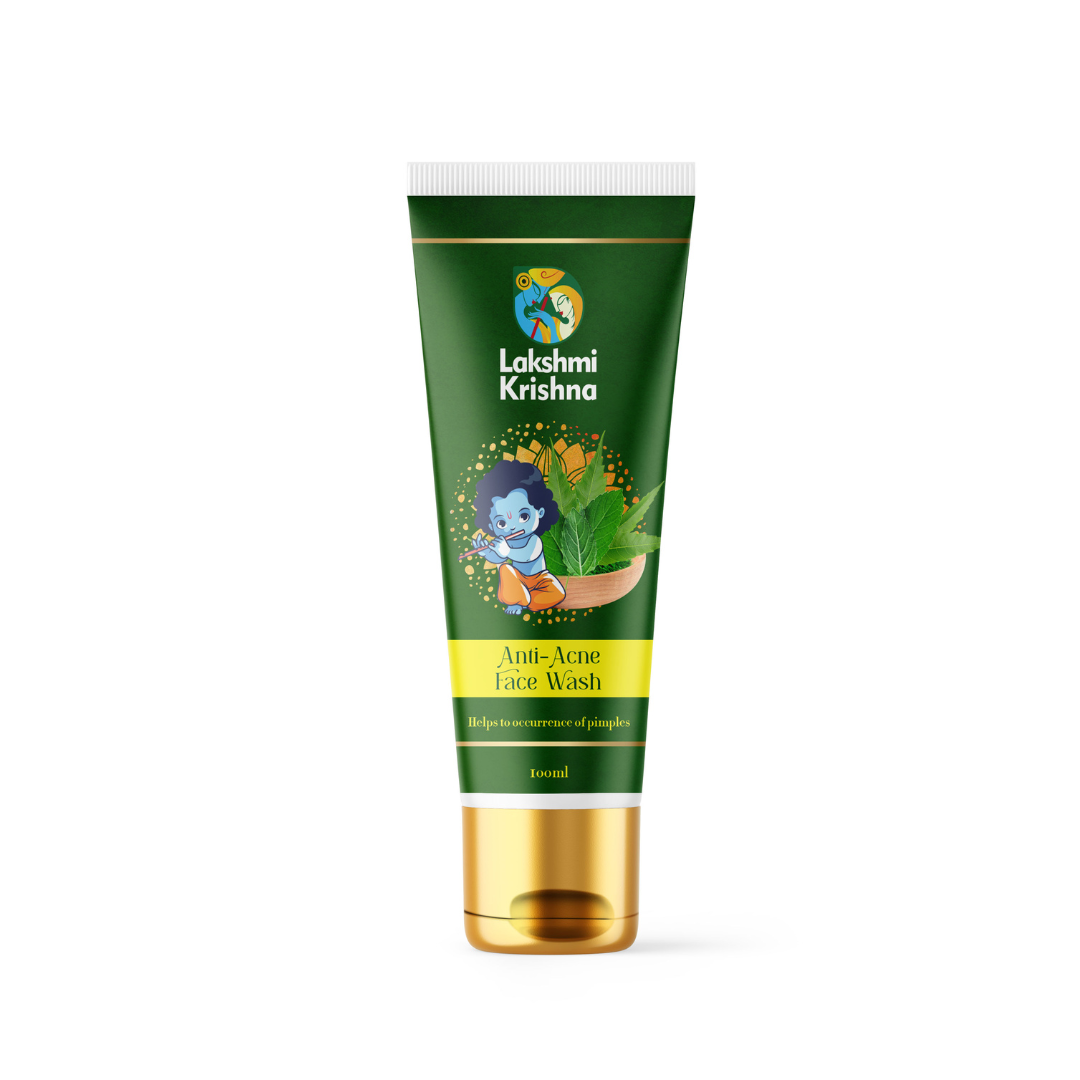 Lakshmi
Krishna
Anti-Acne
Face Wash
Helps to occurrence of pimples
100ml